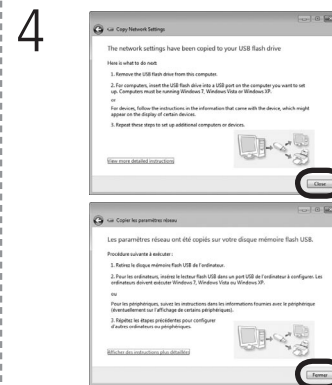 4
Copy Network Settings
The network settings have been copied to your USB flash drive
Here is what to do next:
1. Remove the USB flash drive from this computer.
2. For computers, insert the USB flash drive into a USB port on the computer you want to set
up. Computers must be running Windows 7, Windows Vista or Windows XP.
or
For devices, follow the instructions in the information that came with the device, which might
appear on the display of certain devices.
3. Repeat these steps to set up additional computers or devices.
View more detailed instructions
Close
Copier les paramètres réseau
Les paramètres réseau ont été copiés sur votre disque mémoire flash USB.
Procédure suivante à exécuter :
1. Retirez le disque mémoire flash USB de l'ordinateur.
2. Pour les ordinateurs, insérez le lecteur flash USB dans un port USB de l'ordinateur à configurer. Les
ordinateurs doivent exécuter Windows 7, Windows Vista ou Windows XP.
ou
Pour les périphériques, suivez les instructions dans les informations fournies avec le périphérique
(éventuellement sur l'affichage de certains périphériques).
3. Répétez les étapes précédentes pour configurer
d'autres ordinateurs ou périphériques.
Afficher des instructions plus détaillées
Fermer